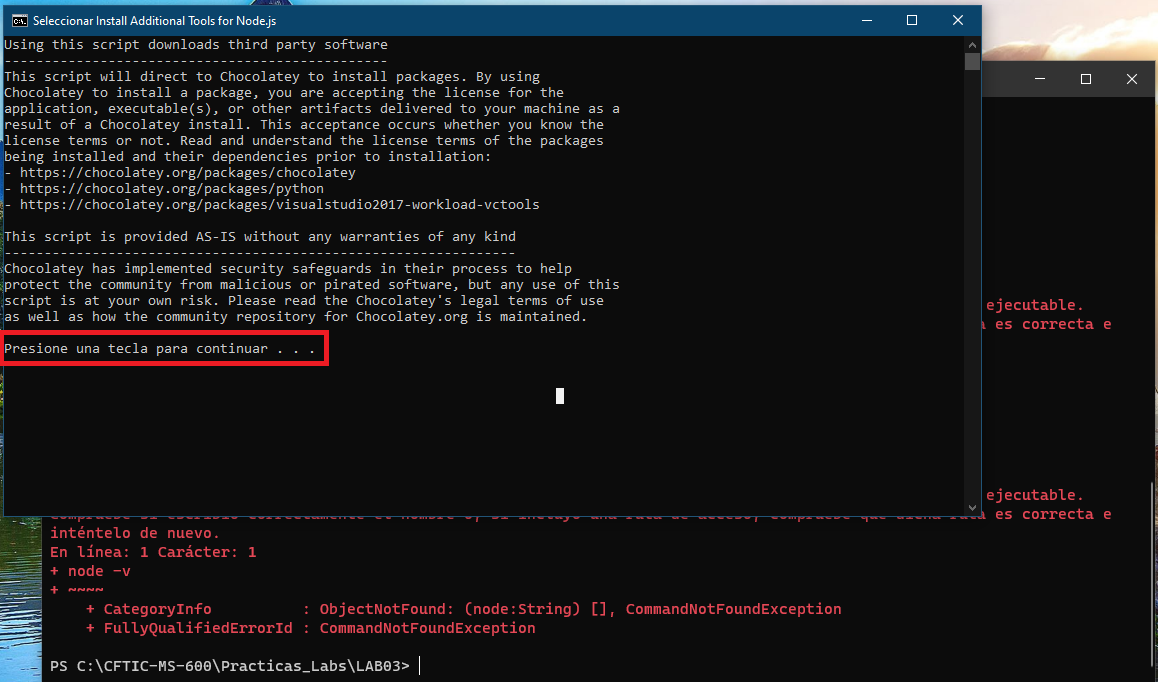 Seleccionar Install Additional Tools for Node.js
Using this script downloads third party software
------------------------------------------------
This script will direct to Chocolatey to install packages. By using
Chocolatey to install a package, you are accepting the license for the
application, executable(s), or other artifacts delivered to your machine as a
result of a Chocolatey install. This acceptance occurs whether you know the
license terms or not. Read and understand the license terms of the packages
being installed and their dependencies prior to installation:
- https://chocolatey.org/packages/chocolatey
- https://chocolatey.org/packages/python
- https://chocolatey.org/packages/visualstudio2017-workload-vctools
This script is provided AS-IS without any warranties of any kind
----------------------------------------------------------------
Chocolatey has implemented security safeguards in their process to help
protect the community from malicious or pirated software, but any use of this
script is at your own risk. Please read the Chocolatey's legal terms of use
as well as how the community repository for Chocolatey.org is maintained.
Presione una tecla para continuar . . .
ejecutable.
es correcta e
ejecutable.
es correcta e
inténtelo de nuevo.
En línea: 1 Carácter: 1
+ node -v
+ ~~~~
+ CategoryInfo : ObjectNotFound: (node:String) [], CommandNotFoundException
+ FullyQualifiedErrorId : CommandNotFoundException
PS C:\CFTIC-MS-600\Practicas_Labs\LAB03>